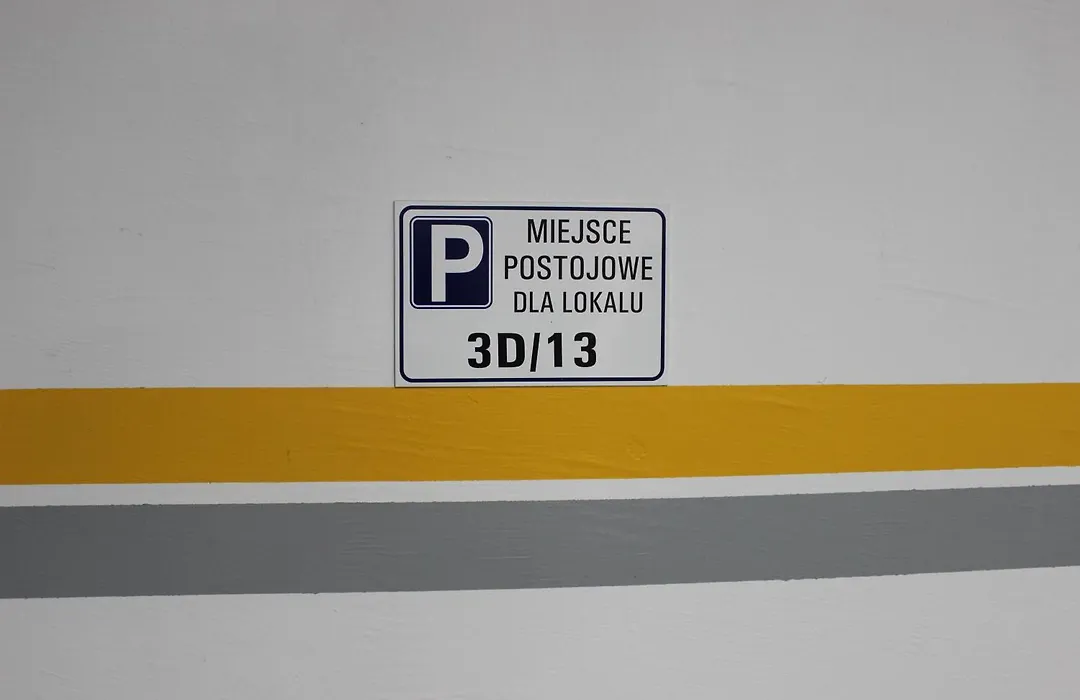 P
MIEJSCE
POSTOJOWE
DLA LOKALU
3D/13